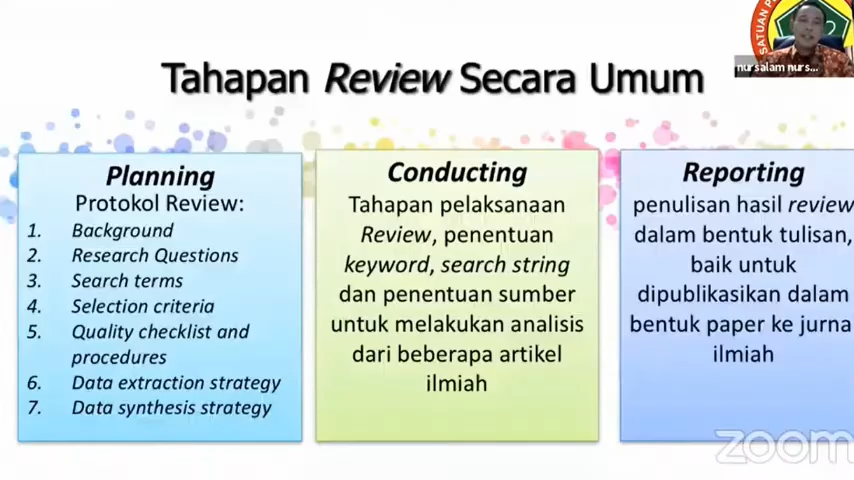 Tahapan Review Secara Umum
SATUAN
nursalam nurs...
Planning
Protokol Review:
1. Background
2. Research Questions
3. Search terms
4. Selection criteria
5. Quality checklist and
procedures
6. Data extraction strategy
7. Data synthesis strategy
Conducting
Tahapan pelaksanaan
Review, penentuan
keyword, search string
dan penentuan sumber
untuk melakukan analisis
dari beberapa artikel
ilmiah
Reporting
penulisan hasil review
dalam bentuk tulisan,
baik untuk
dipublikasikan dalam
bentuk paper ke jurna
ilmiah
zoom